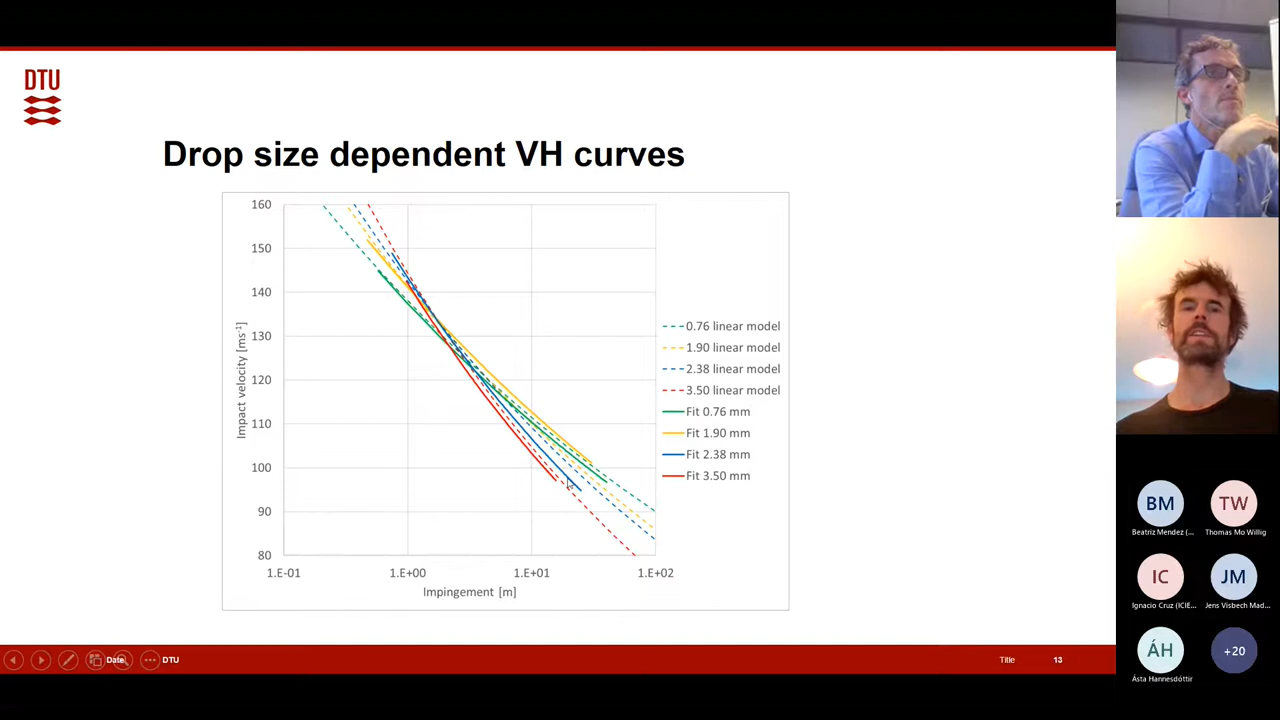 DTU
Drop size dependent VH curves
160
150
140
130
120
110
100
90
80
Impact velocity [ms⁻¹]
1.E-01
1.E+00
1.E+01
1.E+02
Impingement [m]
0.76 linear model
1.90 linear model
2.38 linear model
3.50 linear model
Fit 0.76 mm
Fit 1.90 mm
Fit 2.38 mm
Fit 3.50 mm
Date
DTU
Title
13
BM
Beatriz Mendez (...
TW
Thomas Mo Willig
IC
Ignacio Cruz (ICIE...
JM
Jens Visbech Mad...
ÁH
Ásta Hannesdóttir
+20